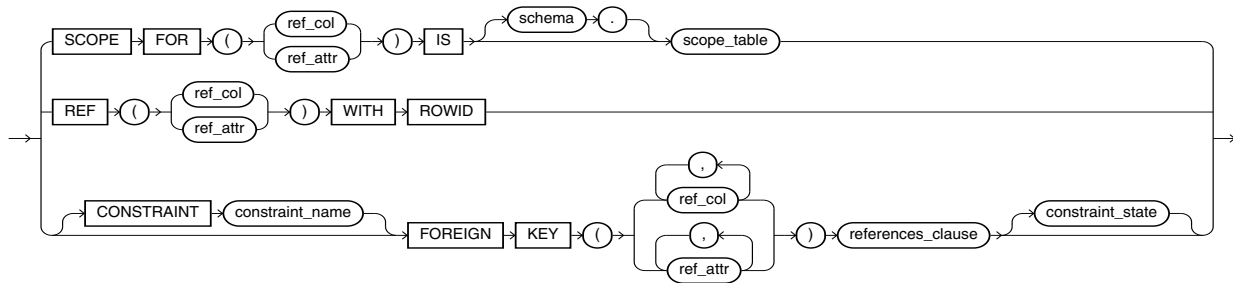 schema .
SCOPE FOR ( ref_col ref_attr ) IS scope_table
REF ( ref_col ref_attr ) WITH ROWID
CONSTRAINT constraint_name
FOREIGN KEY ( , ref_col , ref_attr ) references_clause constraint_state